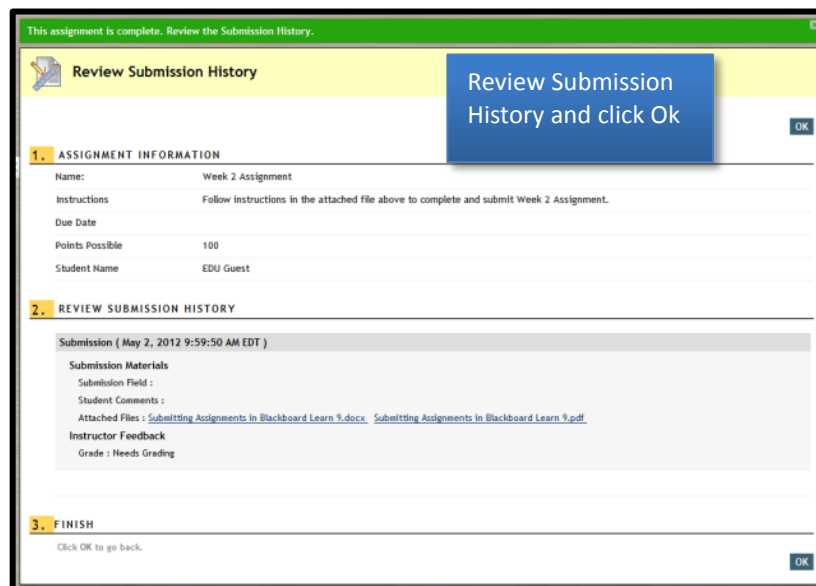 This assignment is complete. Review the Submission History.
Review Submission History
Review Submission
History and click Ok
OK
1. ASSIGNMENT INFORMATION
Name: Week 2 Assignment
Instructions Follow instructions in the attached file above to complete and submit Week 2 Assignment.
Due Date
Points Possible 100
Student Name EDU Guest
2. REVIEW SUBMISSION HISTORY
Submission ( May 2, 2012 9:59:50 AM EDT )
Submission Materials
Submission Field :
Student Comments :
Attached Files : Submitting Assignments in Blackboard Learn 9.docx Submitting Assignments in Blackboard Learn 9.pdf
Instructor Feedback
Grade : Needs Grading
3. FINISH
Click OK to go back.
OK